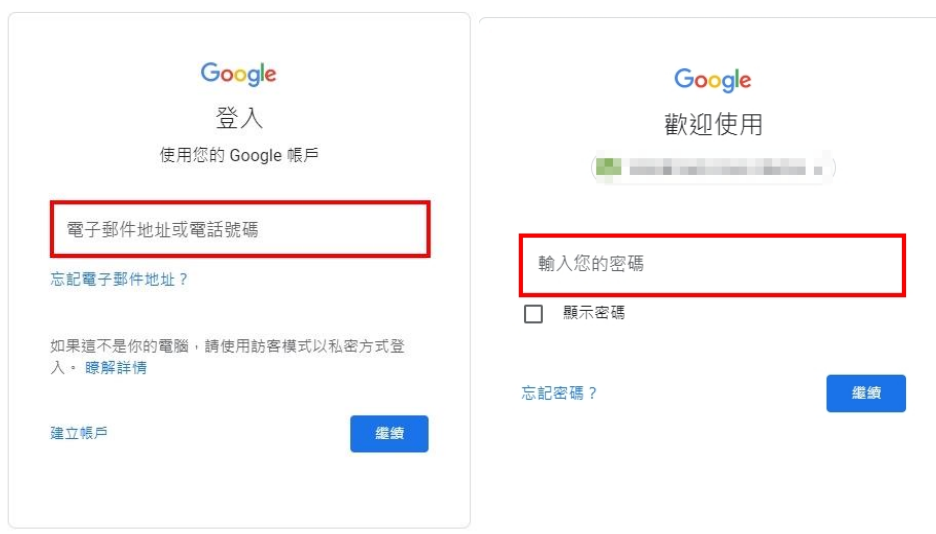 Google
登入
使用您的 Google 帳戶
電子郵件地址或電話號碼
忘記電子郵件地址？
如果這不是你的電腦，請使用訪客模式以私密方式登
入。瞭解詳情
建立帳戶
繼續
Google
歡迎使用
輸入您的密碼
顯示密碼
忘記密碼？
繼續